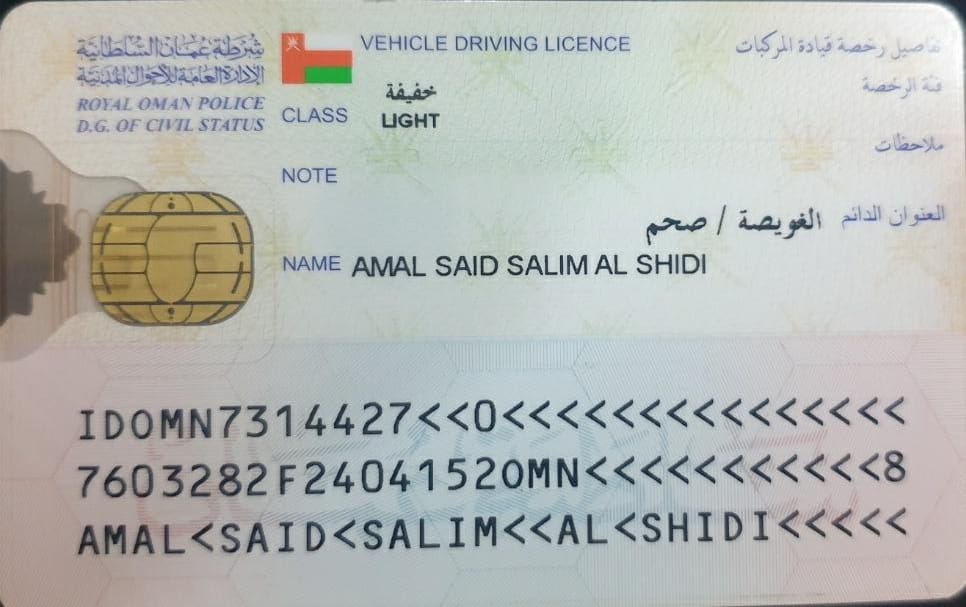 شرطة عمان السلطانية
الإدارة العامة للأحوال المدنية
ROYAL OMAN POLICE
D.G. OF CIVIL STATUS
VEHICLE DRIVING LICENCE تفاصيل رخصة قيادة المركبات
خفيفة فئة الرخصة
CLASS LIGHT
ملاحظات
NOTE
العنوان الدائم الغويصة / صحم
NAME AMAL SAID SALIM AL SHIDI
IDOMN7314427<<0<<<<<<<<<<<<<<<
7603282F2404152OMN<<<<<<<<<<<8
AMAL<SAID<SALIM<<AL<SHIDI<<<<<